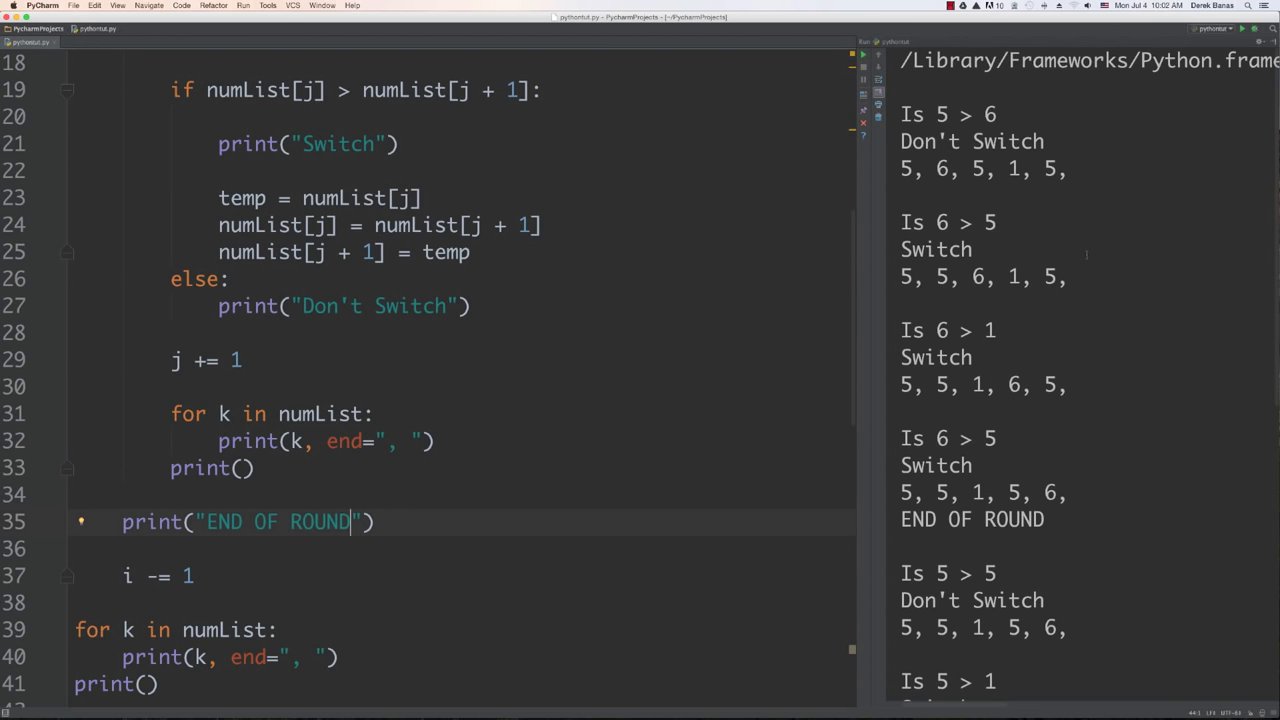 PyCharm File Edit View Navigate Code Refactor Run Tools VCS Window Help
10 Mon Jul 4 10:02 AM Derek Banas
pythontut.py - PycharmProjects - [~/PycharmProjects]
PycharmProjects pythontut.py
pythontut
pythontut.py
Run: pythontut
18
19 if numList[j] > numList[j + 1]:
20
21 print("Switch")
22
23 temp = numList[j]
24 numList[j] = numList[j + 1]
25 numList[j + 1] = temp
26 else:
27 print("Don't Switch")
28
29 j += 1
30
31 for k in numList:
32 print(k, end=", ")
33 print()
34
35 print("END OF ROUND")
36
37 i -= 1
38
39 for k in numList:
40 print(k, end=", ")
41 print()
/Library/Frameworks/Python.frame
Is 5 > 6
Don't Switch
5, 6, 5, 1, 5,
Is 6 > 5
Switch
5, 5, 6, 1, 5,
Is 6 > 1
Switch
5, 5, 1, 6, 5,
Is 6 > 5
Switch
5, 5, 1, 5, 6,
END OF ROUND
Is 5 > 5
Don't Switch
5, 5, 1, 5, 6,
Is 5 > 1
44:1 LF UTF-8